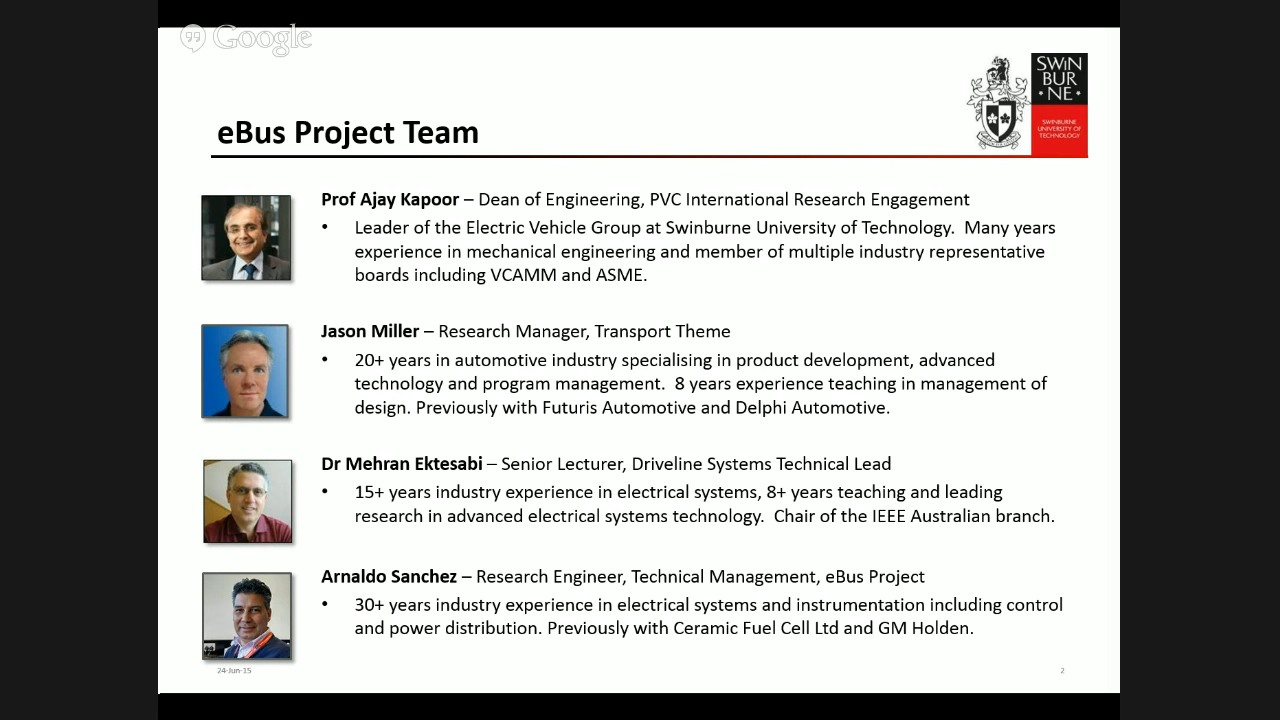 Google
SWIN
BUR
NE
SWINBURNE
UNIVERSITY OF
TECHNOLOGY
eBus Project Team
Prof Ajay Kapoor – Dean of Engineering, PVC International Research Engagement
• Leader of the Electric Vehicle Group at Swinburne University of Technology.  Many years
experience in mechanical engineering and member of multiple industry representative
boards including VCAMM and ASME.
Jason Miller – Research Manager, Transport Theme
• 20+ years in automotive industry specialising in product development, advanced
technology and program management.  8 years experience teaching in management of
design. Previously with Futuris Automotive and Delphi Automotive.
Dr Mehran Ektesabi – Senior Lecturer, Driveline Systems Technical Lead
• 15+ years industry experience in electrical systems, 8+ years teaching and leading
research in advanced electrical systems technology.  Chair of the IEEE Australian branch.
Arnaldo Sanchez – Research Engineer, Technical Management, eBus Project
• 30+ years industry experience in electrical systems and instrumentation including control
and power distribution. Previously with Ceramic Fuel Cell Ltd and GM Holden.
24-Jun-15
2